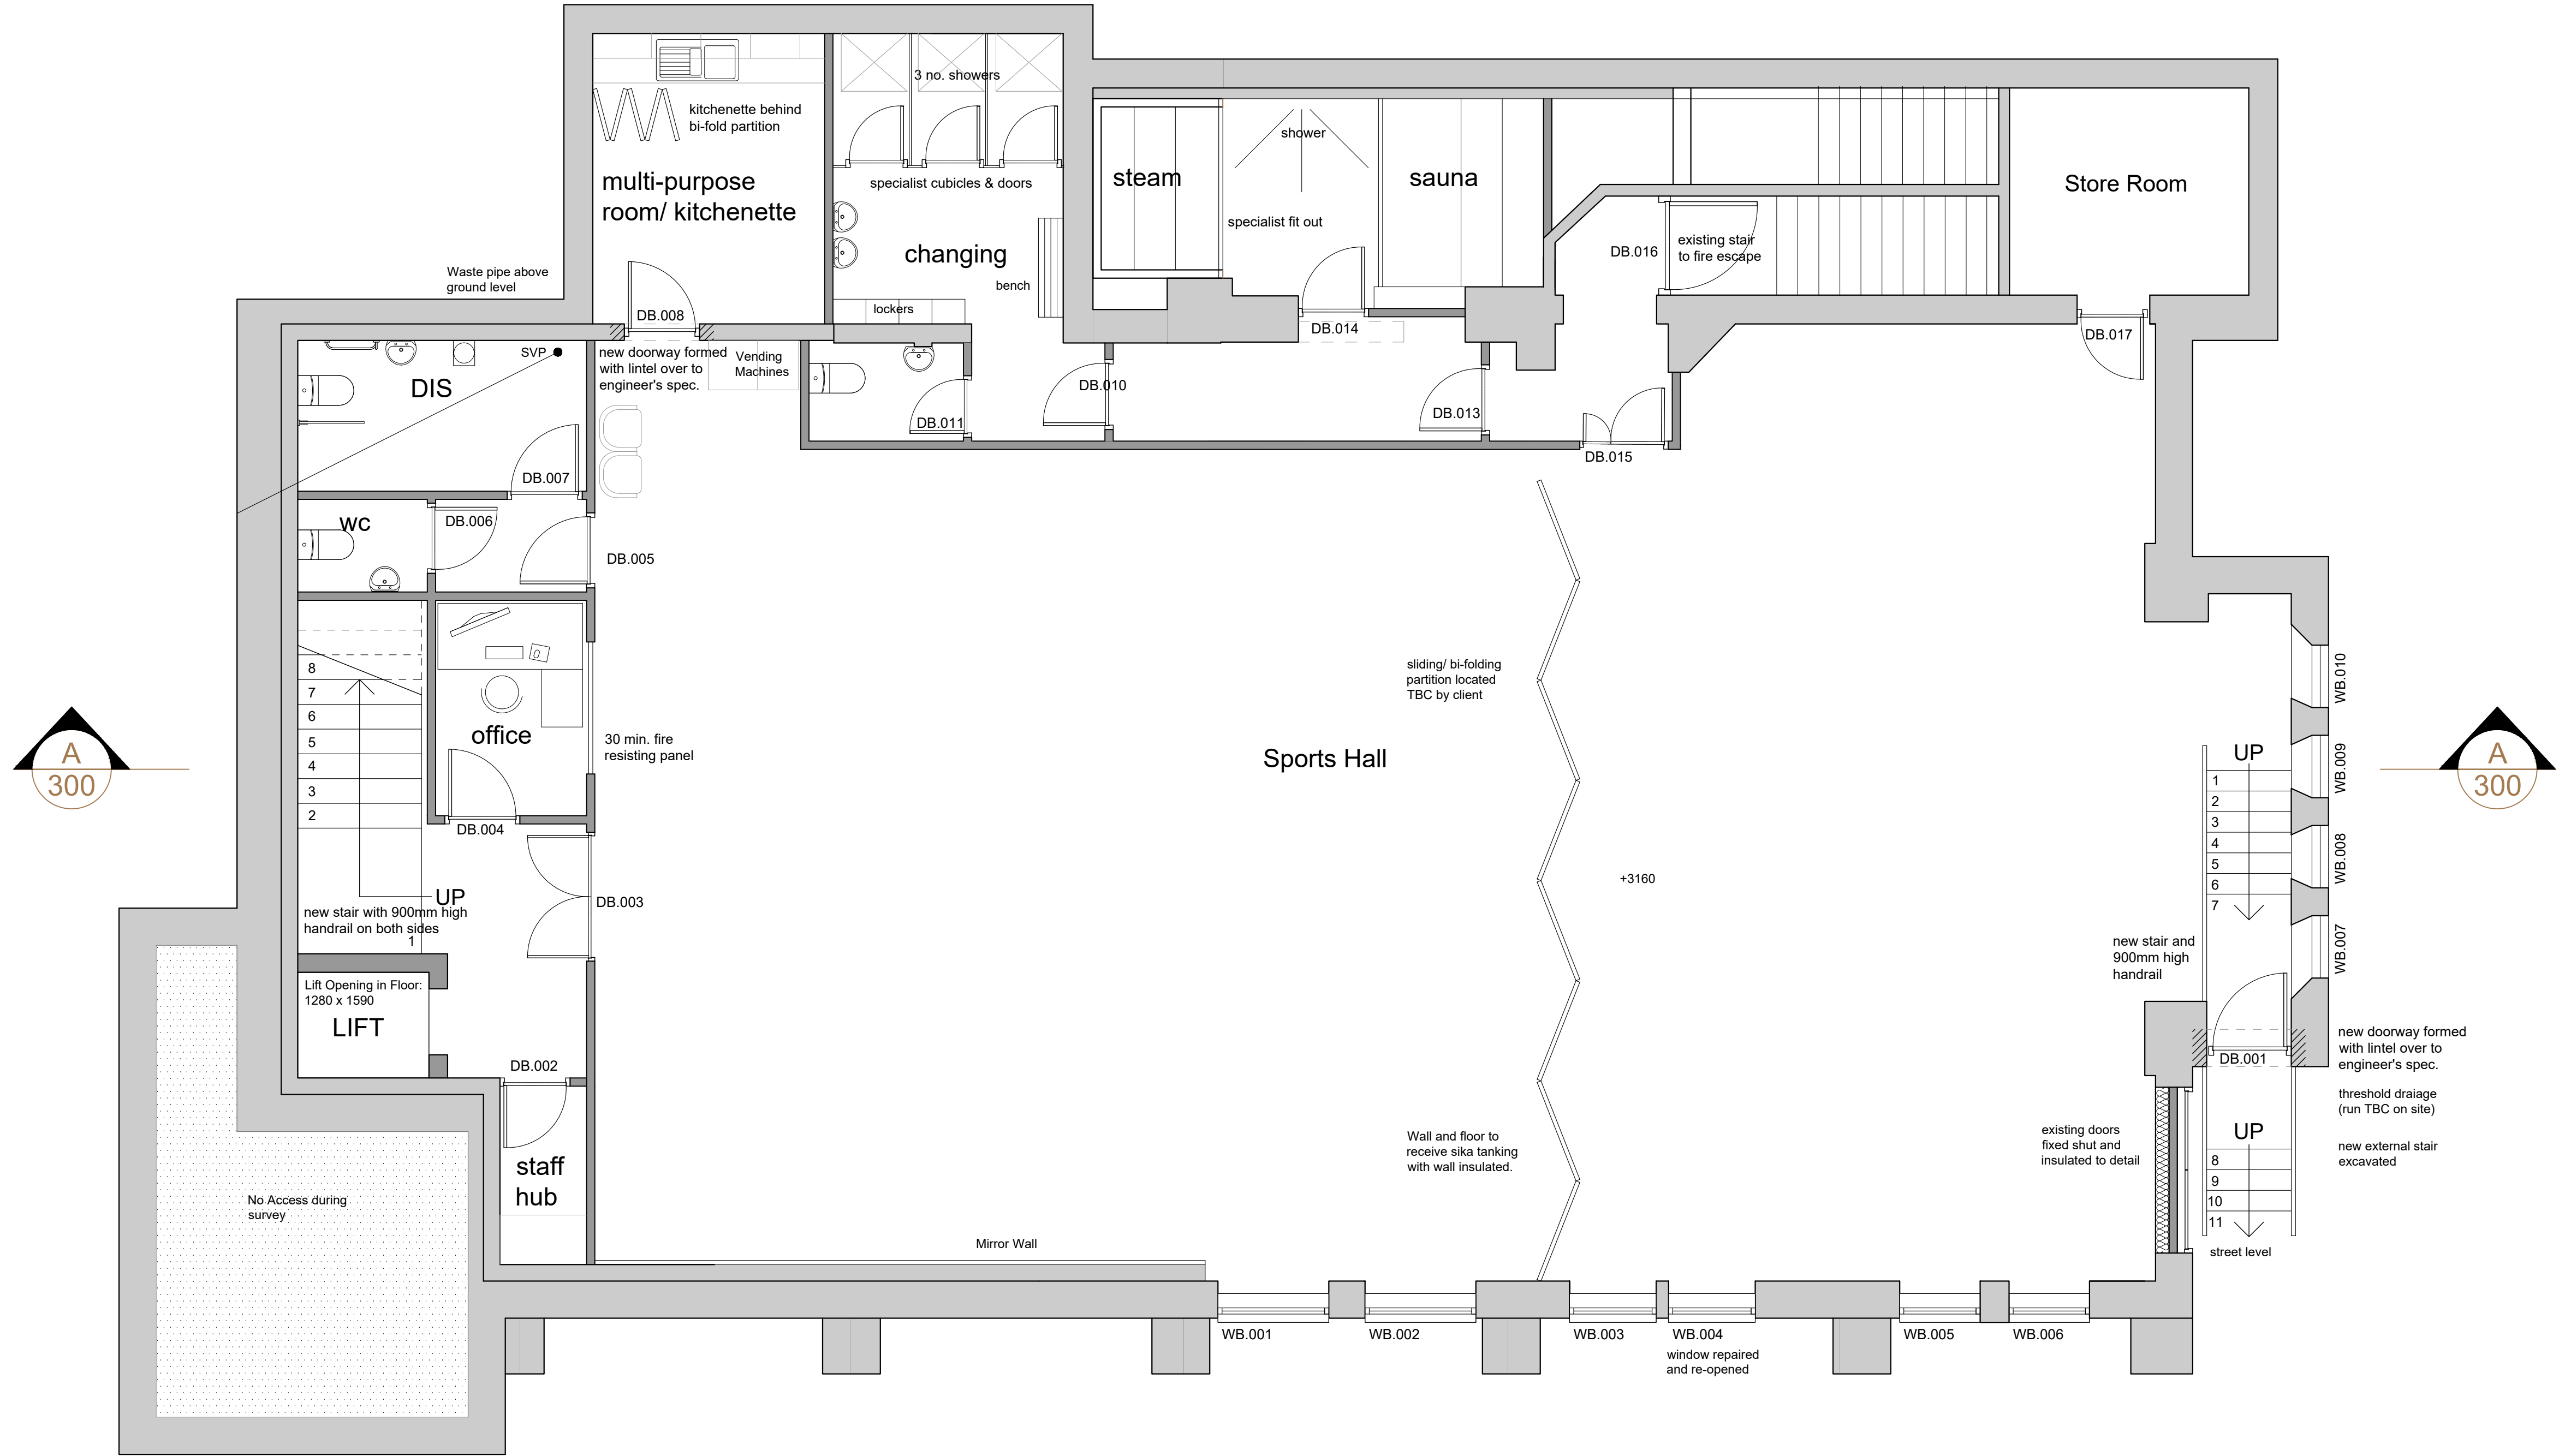 3 no. showers
kitchenette behind
bi-fold partition
shower
multi-purpose
room/ kitchenette
specialist cubicles & doors
steam
sauna
Store Room
specialist fit out
changing
DB.016
existing stair
to fire escape
Waste pipe above
ground level
bench
lockers
DB.008
DB.014
DB.017
SVP
DIS
new doorway formed
with lintel over to
engineer's spec.
Vending
Machines
DB.010
DB.011
DB.013
DB.015
DB.007
wc
DB.006
DB.005
8
7
6
5
4
3
2
office
30 min. fire
resisting panel
sliding/ bi-folding
partition located
TBC by client
Sports Hall
A
300
A
300
WB.010
WB.009
WB.008
WB.007
UP
1
2
3
4
5
6
7
DB.004
UP
DB.003
+3160
new stair with 900mm high
handrail on both sides
1
new stair and
900mm high
handrail
Lift Opening in Floor:
1280 x 1590
LIFT
DB.002
DB.001
new doorway formed
with lintel over to
engineer's spec.
threshold draiage
(run TBC on site)
new external stair
excavated
existing doors
fixed shut and
insulated to detail
UP
8
9
10
11
street level
Wall and floor to
receive sika tanking
with wall insulated.
staff
hub
No Access during
survey
Mirror Wall
WB.001
WB.002
WB.003
WB.004
WB.005
WB.006
window repaired
and re-opened